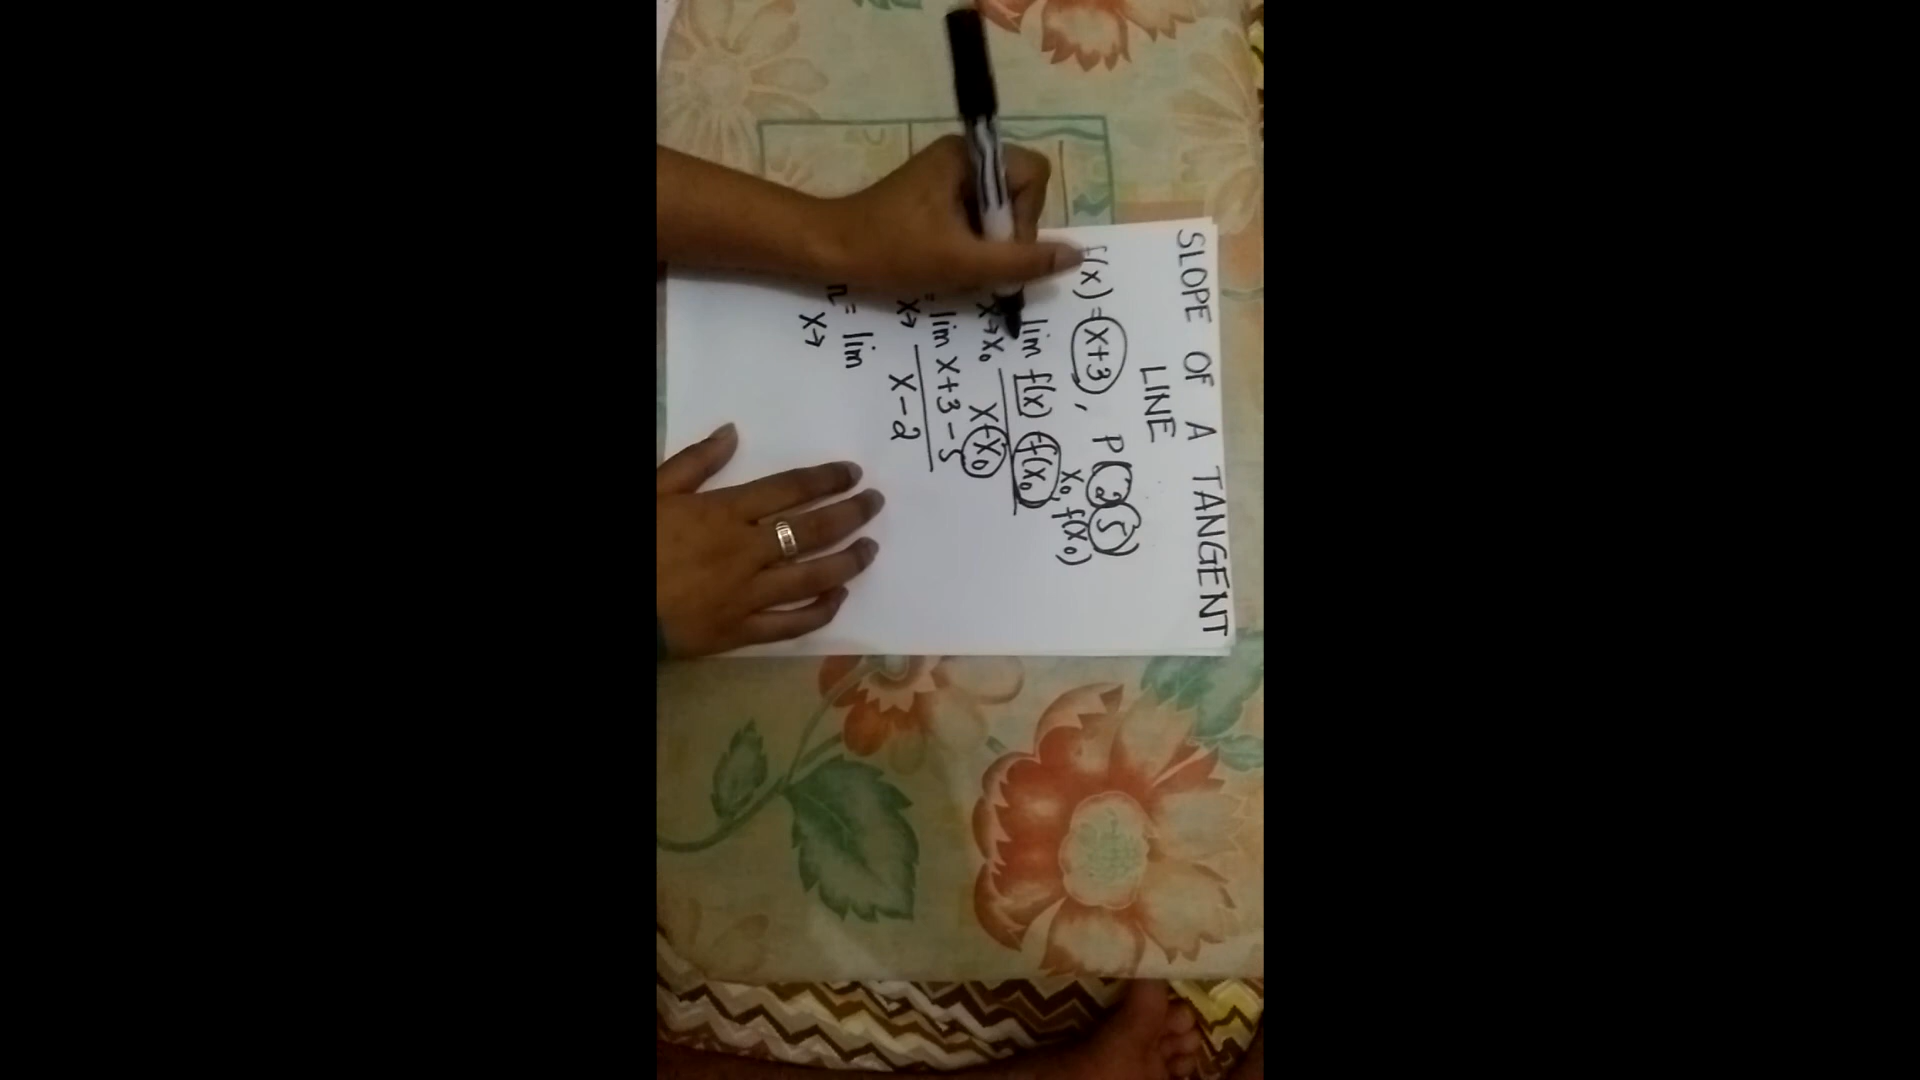 SLOPE OF A TANGENT
LINE
f(x) = x+3, P(2,5)
x₀, f(x₀)
lim f(x) - f(x₀)
x→x₀ x-x₀
= lim x+3-5
x→ x-2
= lim
x→